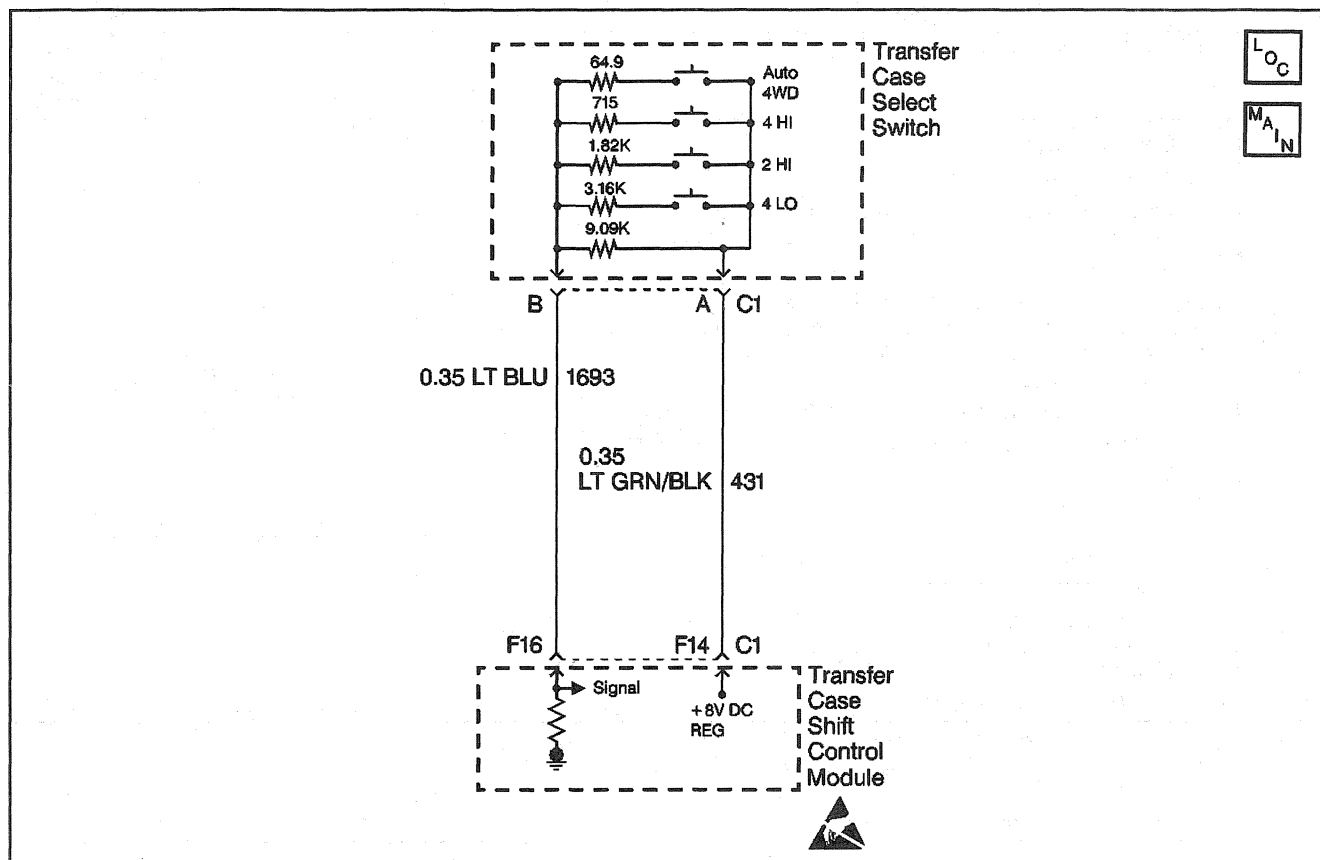 Transfer
Case
Select
Switch
LOC
MAIN
64.9
Auto
4WD
715
4 HI
1.82K
2 HI
3.16K
4 LO
9.09K
B
A
C1
0.35 LT BLU
1693
0.35
LT GRN/BLK
431
F16
F14
C1
Signal
+8V DC
REG
Transfer
Case
Shift
Control
Module